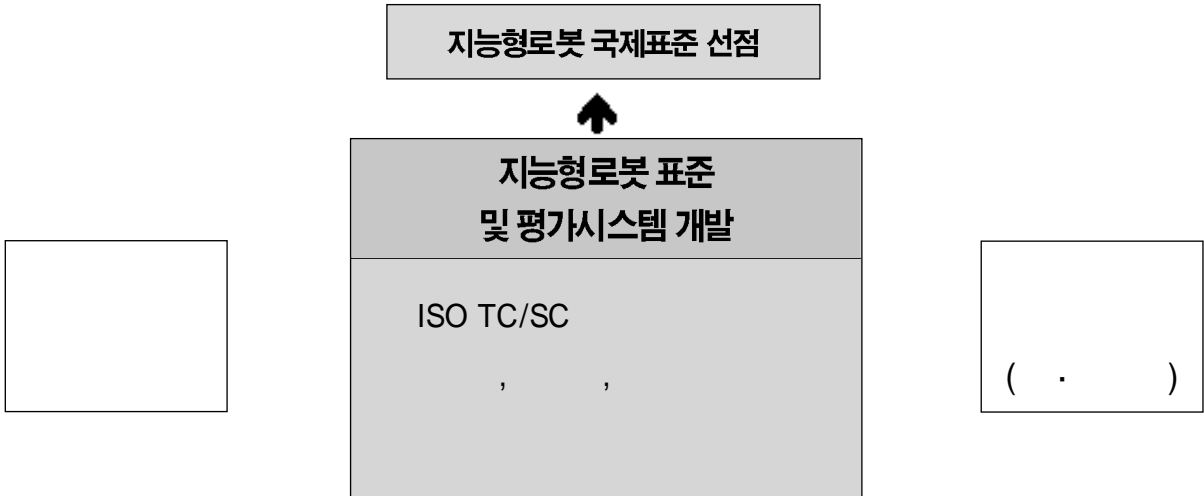 지능형로봇 국제표준 선점
지능형로봇 표준
및 평가시스템 개발
ISO TC/SC
, ,
( · )